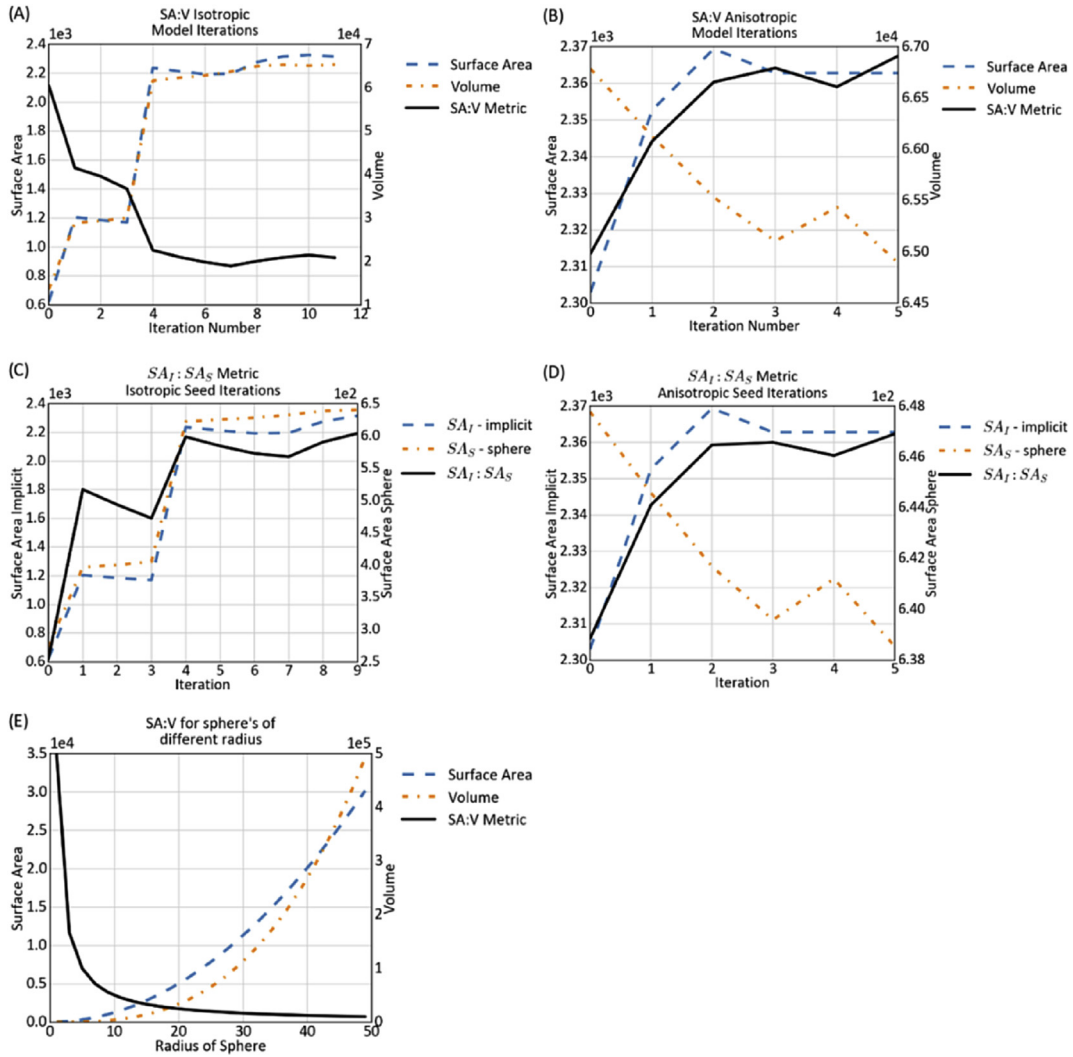 (A)
SA:V Isotropic
Model Iterations
1e3
1e4
2.4
2.2
2.0
1.8
1.6
1.4
1.2
1.0
0.8
0.6
Surface Area
7
6
5
4
3
2
1
Volume
0
2
4
6
8
10
12
Iteration Number
Surface Area
Volume
SA:V Metric
(B)
SA:V Anisotropic
Model Iterations
1e3
1e4
2.37
2.36
2.35
2.34
2.33
2.32
2.31
2.30
Surface Area
6.70
6.65
6.60
6.55
6.50
6.45
Volume
0
1
2
3
4
5
Iteration Number
Surface Area
Volume
SA:V Metric
(C)
SA_I : SA_S Metric
Isotropic Seed Iterations
1e3
1e2
2.4
2.2
2.0
1.8
1.6
1.4
1.2
1.0
0.8
0.6
Surface Area Implicit
6.5
6.0
5.5
5.0
4.5
4.0
3.5
3.0
2.5
Surface Area Sphere
0
1
2
3
4
5
6
7
8
9
Iteration
SA_I - implicit
SA_S - sphere
SA_I : SA_S
(D)
SA_I : SA_S Metric
Anisotropic Seed Iterations
1e3
1e2
2.37
2.36
2.35
2.34
2.33
2.32
2.31
2.30
Surface Area Implicit
6.48
6.46
6.44
6.42
6.40
6.38
Surface Area Sphere
0
1
2
3
4
5
Iteration
SA_I - implicit
SA_S - sphere
SA_I : SA_S
(E)
SA:V for sphere's of
different radius
1e4
1e5
3.5
3.0
2.5
2.0
1.5
1.0
0.5
0.0
Surface Area
5
4
3
2
1
0
Volume
0
10
20
30
40
50
Radius of Sphere
Surface Area
Volume
SA:V Metric